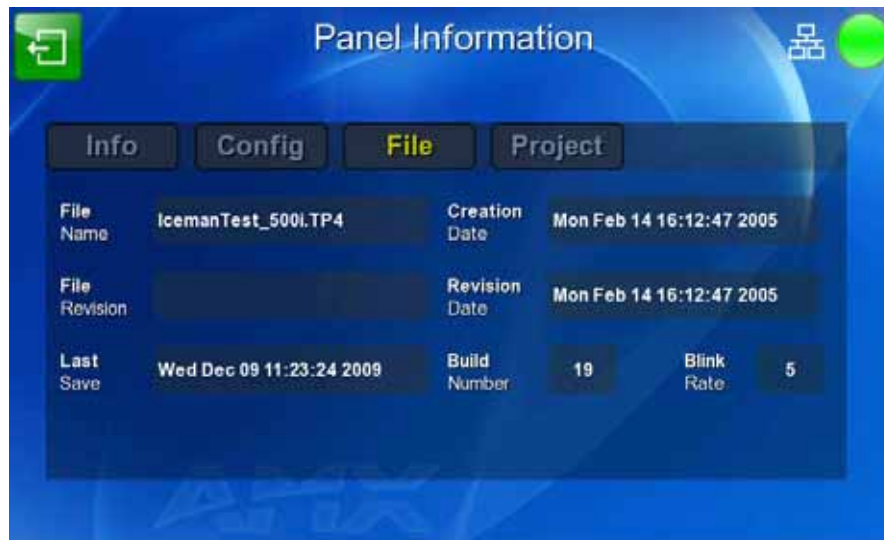 Panel Information
Info Config File Project
File Name IcemanTest_500i.TP4 Creation Date Mon Feb 14 16:12:47 2005
File Revision Revision Date Mon Feb 14 16:12:47 2005
Last Save Wed Dec 09 11:23:24 2009 Build Number 19 Blink Rate 5
AMX